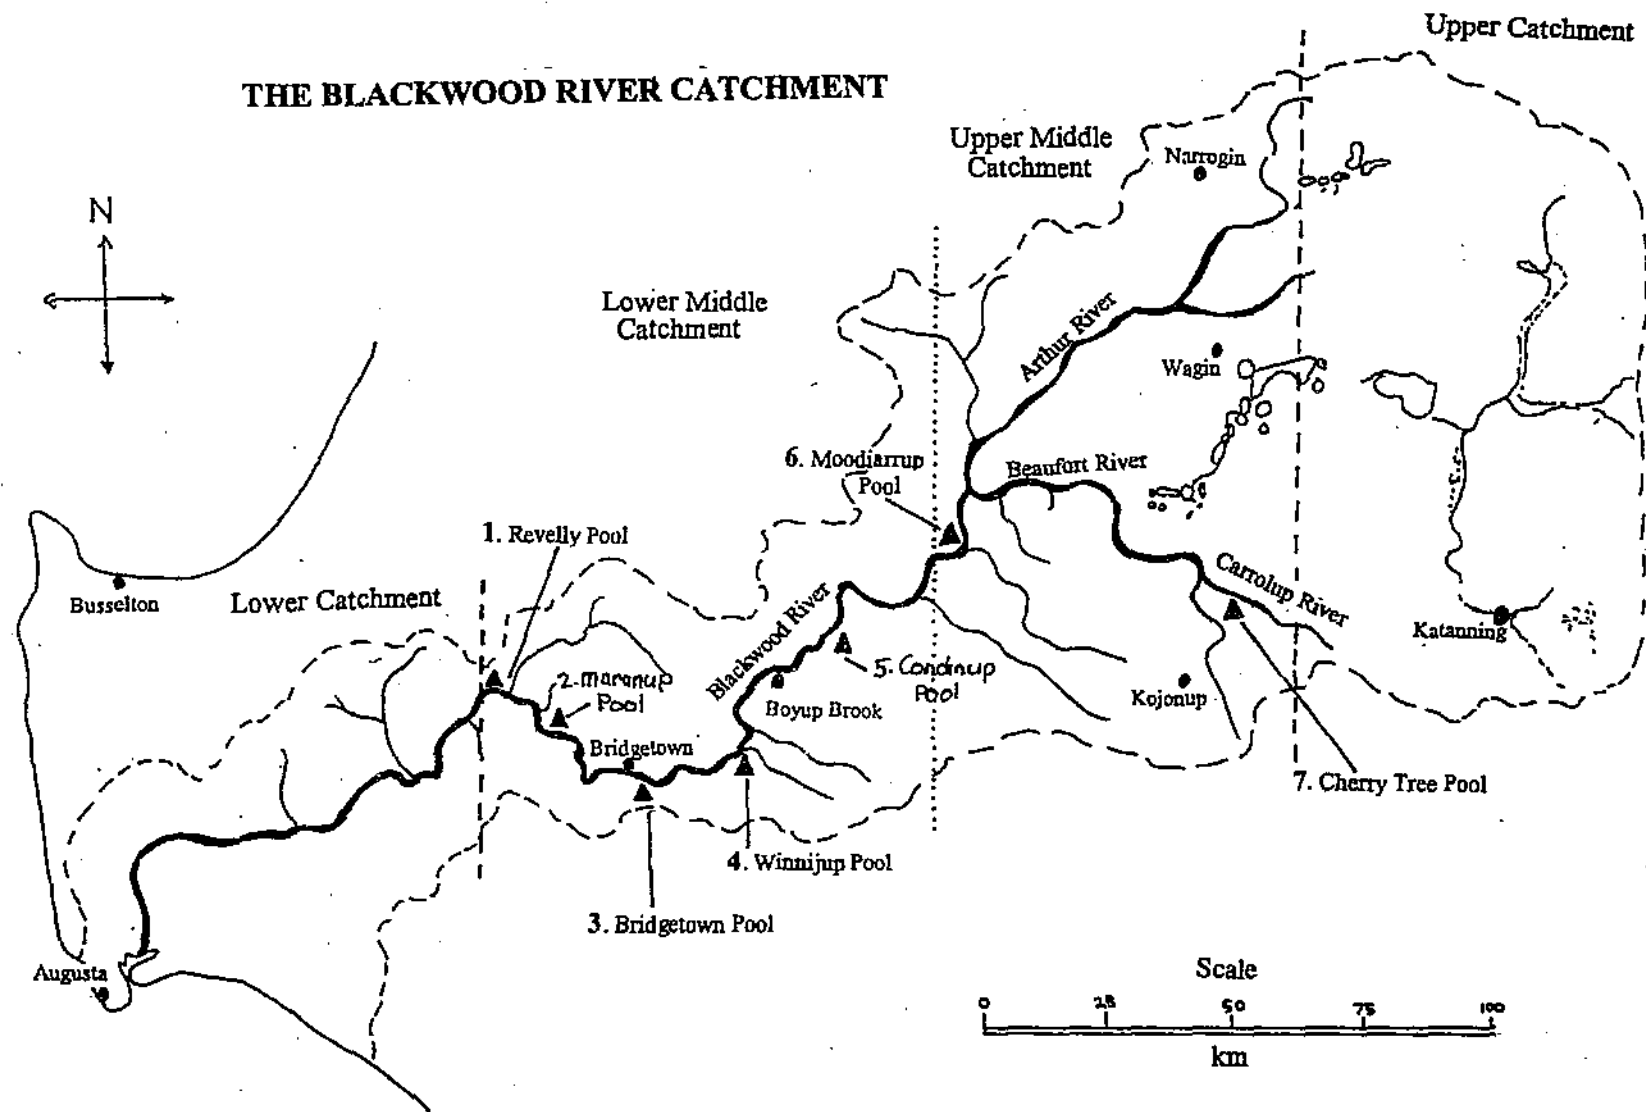 Upper Catchment
THE BLACKWOOD RIVER CATCHMENT
Upper Middle
Catchment
Narrogin
N
Lower Middle
Catchment
Arthur River
Wagin
6. Moodiarrup
Pool
Beaufort River
1. Revelly Pool
Busselton
Lower Catchment
Carrolup River
Katanning
Blackwood River
2. Maranup
Pool
5. Condinup
Pool
Kojonup
Boyup Brook
Bridgetown
7. Cherry Tree Pool
4. Winnijup Pool
3. Bridgetown Pool
Augusta
Scale
0 25 50 75 100
km